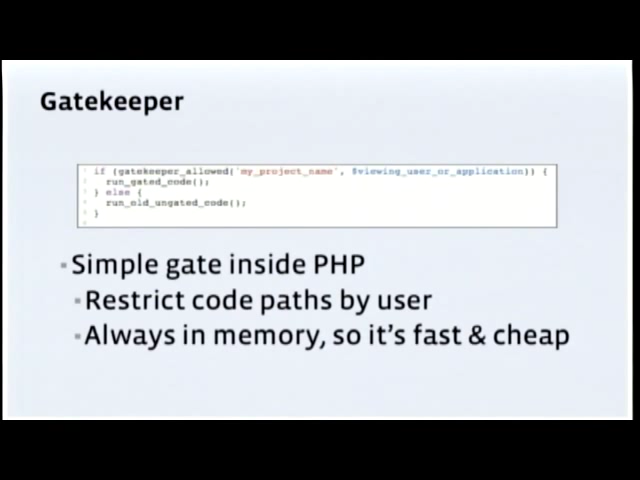 Gatekeeper
if (gatekeeper_allowed('my_project_name', $viewing_user_or_application)) {
run_gated_code();
} else {
run_old_ungated_code();
}
Simple gate inside PHP
Restrict code paths by user
Always in memory, so it's fast & cheap